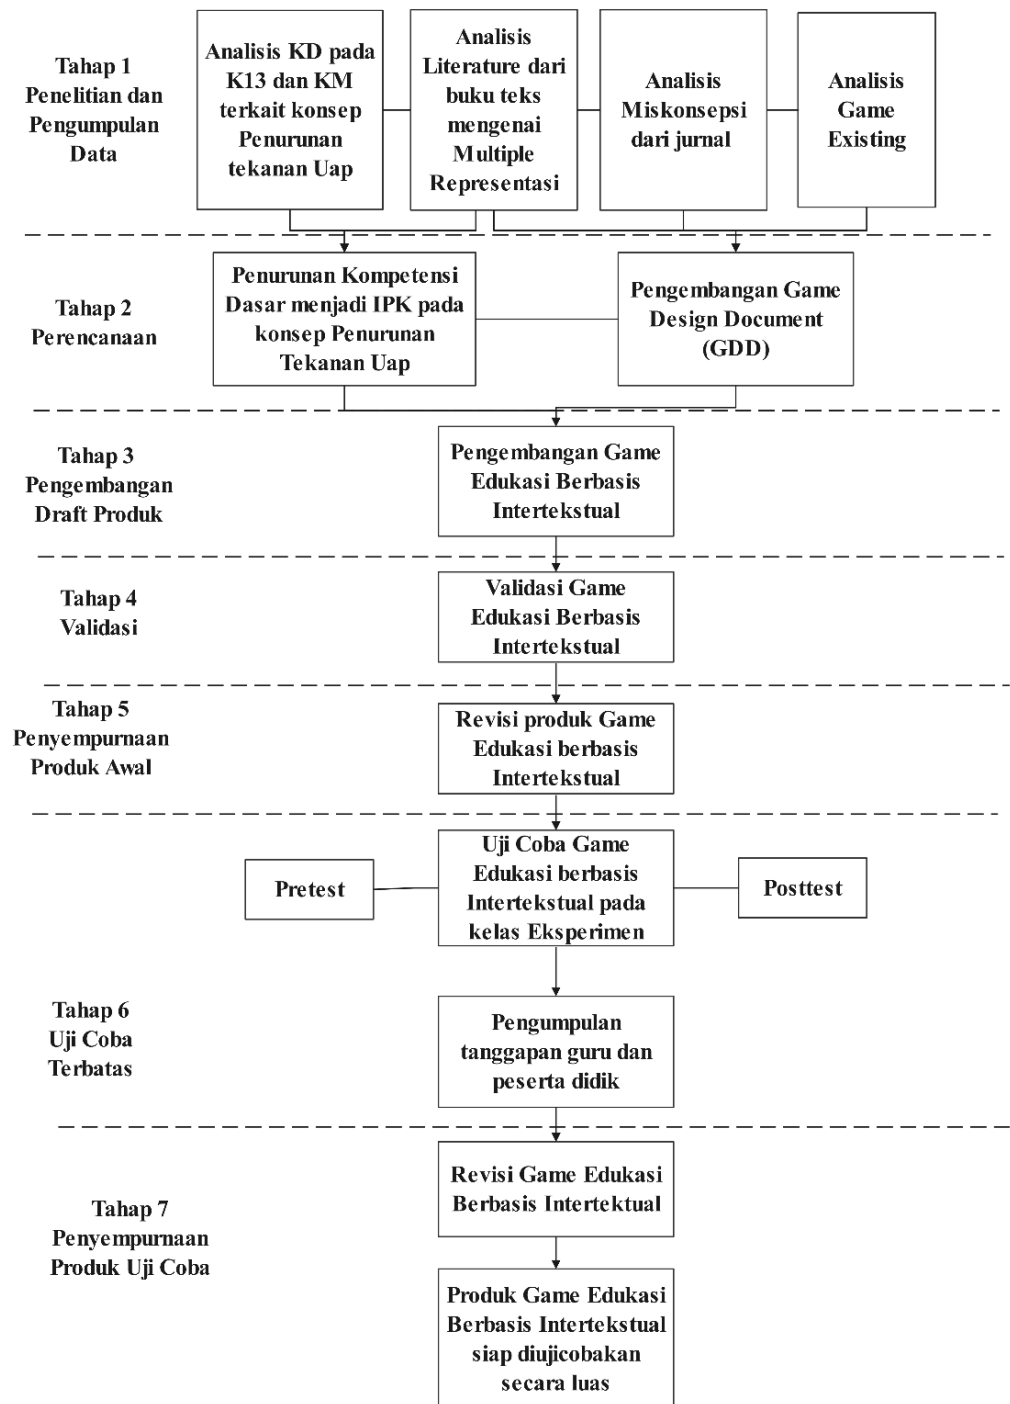 Tahap 1
Penelitian dan
Pengumpulan
Data
Analisis KD pada
K13 dan KM
terkait konsep
Penurunan
tekanan Uap
Analisis
Literature dari
buku teks
mengenai
Multiple
Representasi
Analisis
Miskonsepsi
dari jurnal
Analisis
Game
Existing
Tahap 2
Perencanaan
Penurunan Kompetensi
Dasar menjadi IPK pada
konsep Penurunan
Tekanan Uap
Pengembangan Game
Design Document
(GDD)
Tahap 3
Pengembangan
Draft Produk
Pengembangan Game
Edukasi Berbasis
Intertekstual
Tahap 4
Validasi
Validasi Game
Edukasi Berbasis
Intertekstual
Tahap 5
Penyempurnaan
Produk Awal
Revisi produk Game
Edukasi berbasis
Intertekstual
Tahap 6
Uji Coba
Terbatas
Pretest
Uji Coba Game
Edukasi berbasis
Intertekstual pada
kelas Eksperimen
Posttest
Pengumpulan
tanggapan guru dan
peserta didik
Tahap 7
Penyempurnaan
Produk Uji Coba
Revisi Game Edukasi
Berbasis Intertektual
Produk Game Edukasi
Berbasis Intertekstual
siap diujicobakan
secara luas